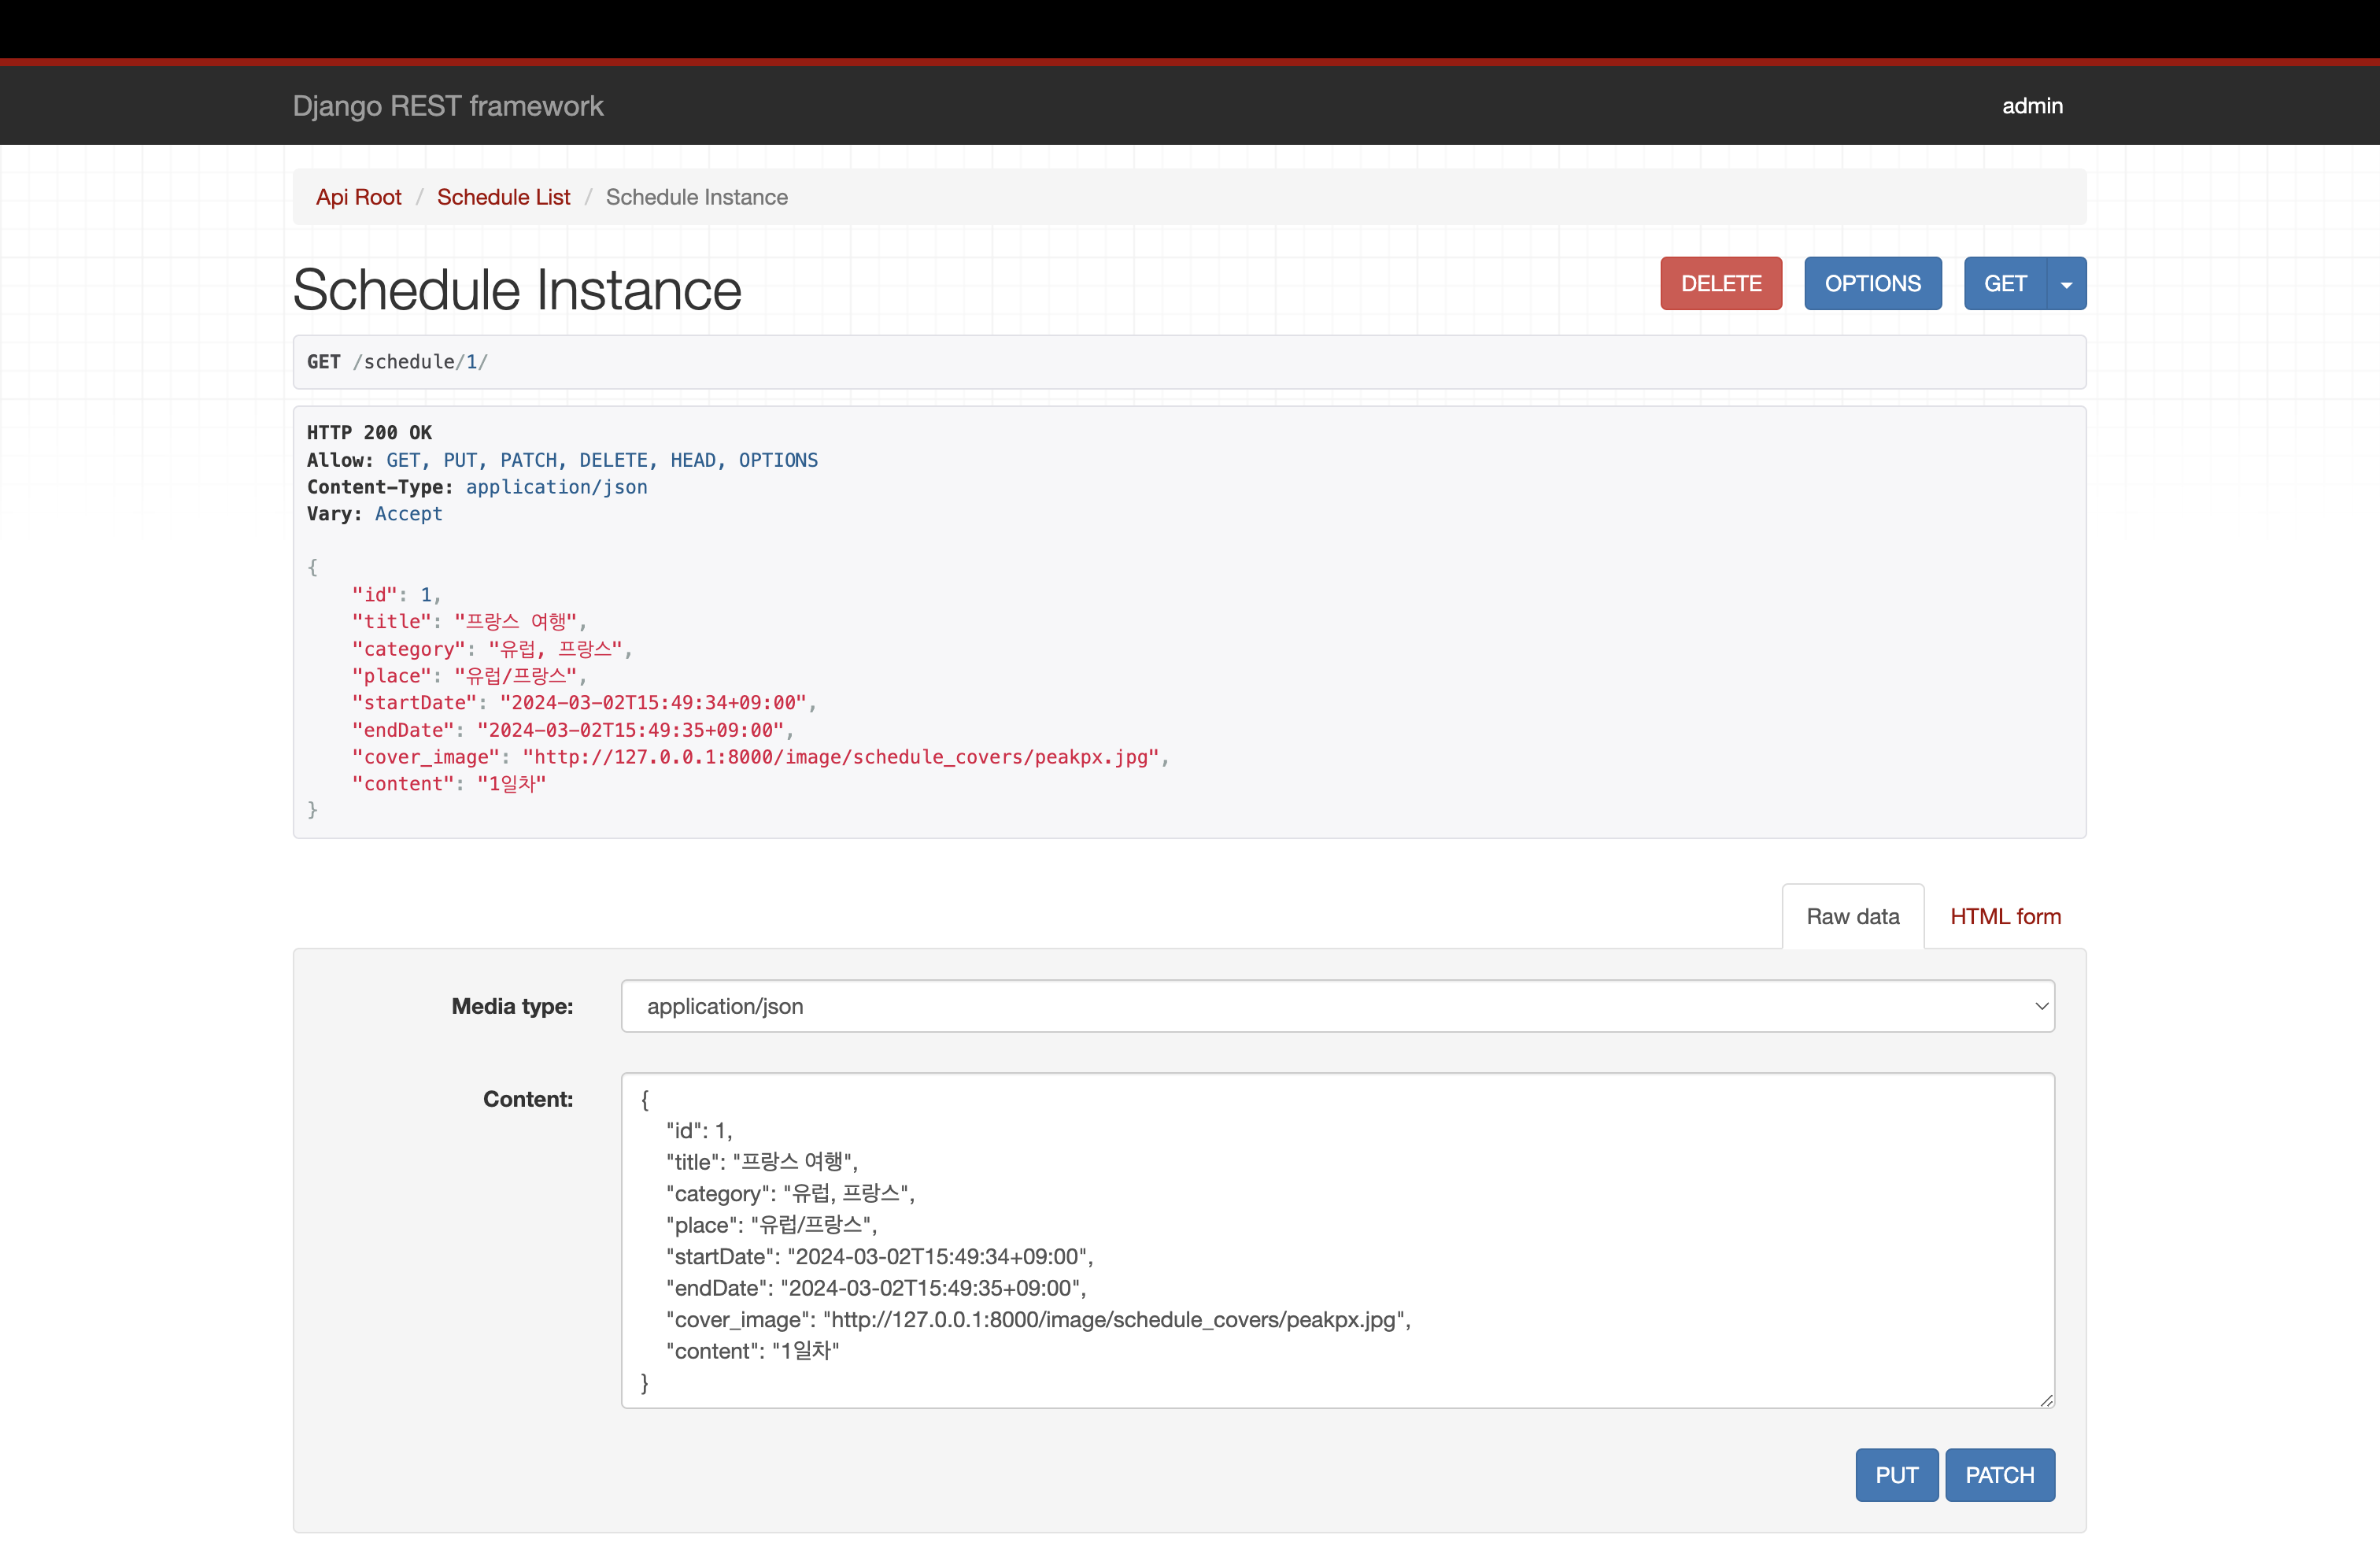 Django REST framework
admin
Api Root / Schedule List / Schedule Instance
Schedule Instance
DELETE
OPTIONS
GET
GET /schedule/1/
HTTP 200 OK
Allow: GET, PUT, PATCH, DELETE, HEAD, OPTIONS
Content-Type: application/json
Vary: Accept
{
    "id": 1,
    "title": "프랑스 여행",
    "category": "유럽, 프랑스",
    "place": "유럽/프랑스",
    "startDate": "2024-03-02T15:49:34+09:00",
    "endDate": "2024-03-02T15:49:35+09:00",
    "cover_image": "http://127.0.0.1:8000/image/schedule_covers/peakpx.jpg",
    "content": "1일차"
}
Raw data
HTML form
Media type:
application/json
Content:
{
    "id": 1,
    "title": "프랑스 여행",
    "category": "유럽, 프랑스",
    "place": "유럽/프랑스",
    "startDate": "2024-03-02T15:49:34+09:00",
    "endDate": "2024-03-02T15:49:35+09:00",
    "cover_image": "http://127.0.0.1:8000/image/schedule_covers/peakpx.jpg",
    "content": "1일차"
}
PUT
PATCH